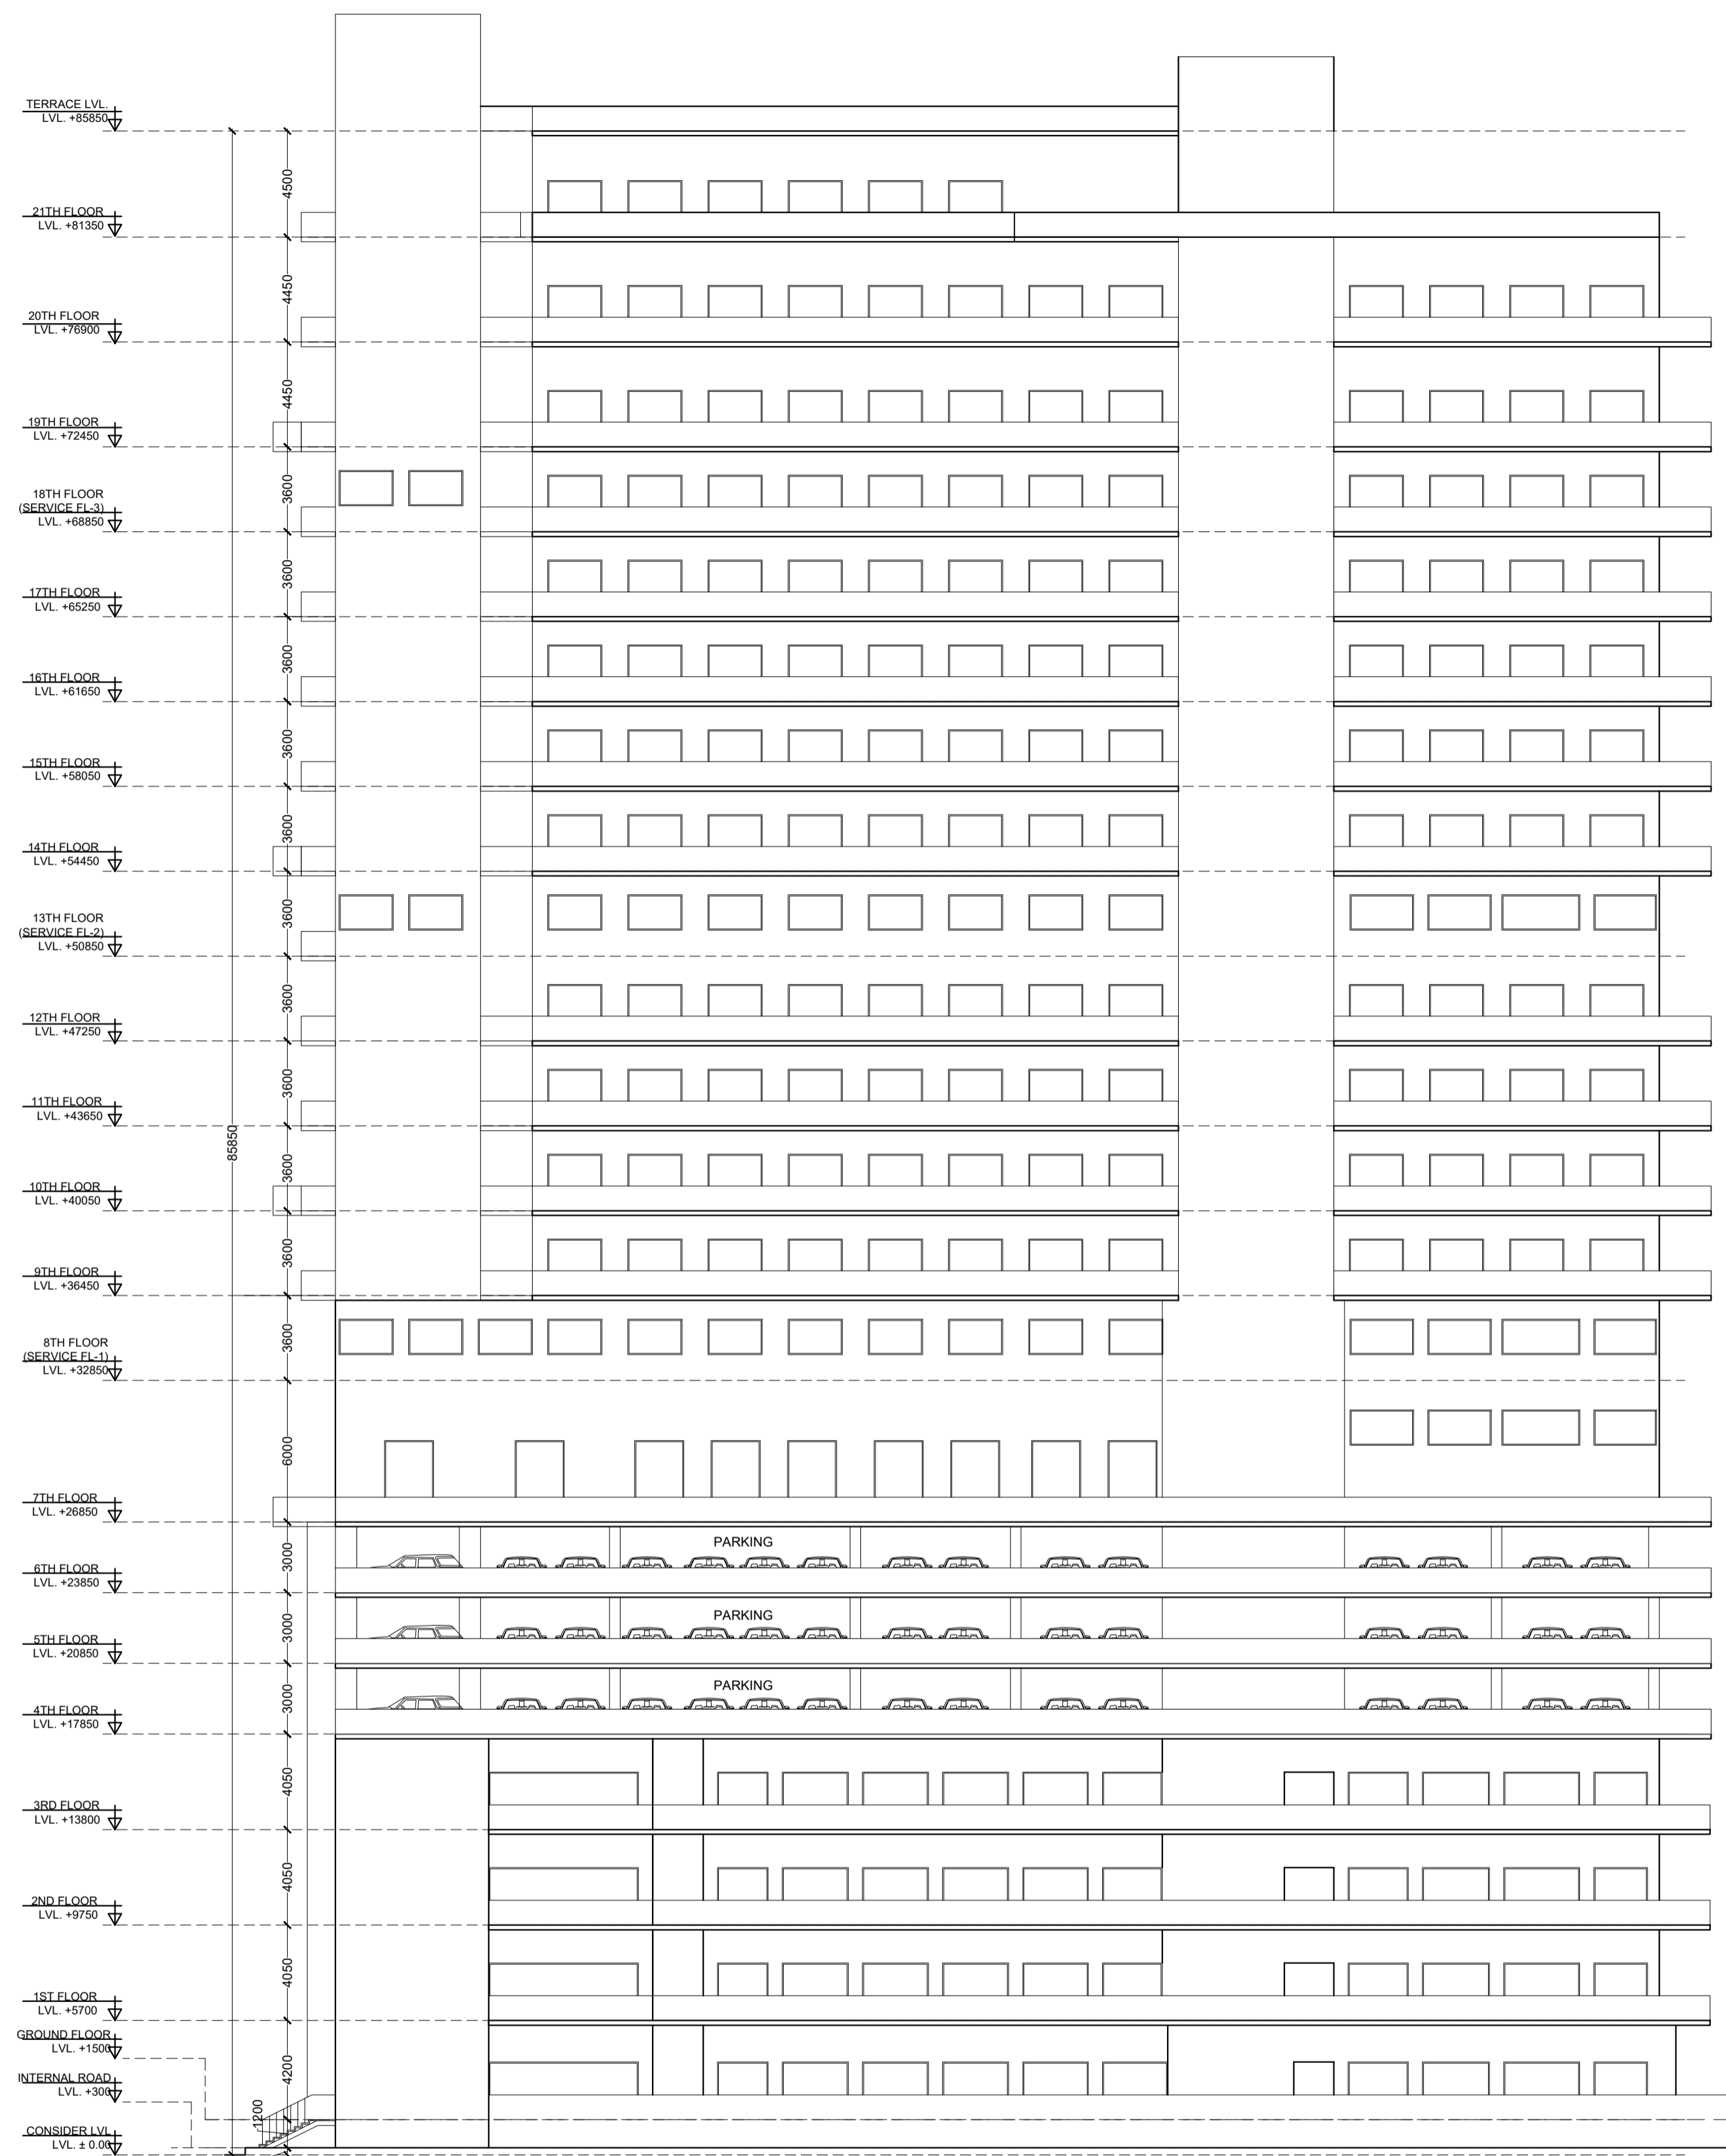 TERRACE LVL.
LVL. +85850
4500
21TH FLOOR
LVL. +81350
4450
20TH FLOOR
LVL. +76900
4450
19TH FLOOR
LVL. +72450
3600
18TH FLOOR
(SERVICE FL-3)
LVL. +68850
3600
17TH FLOOR
LVL. +65250
3600
16TH FLOOR
LVL. +61650
3600
15TH FLOOR
LVL. +58050
3600
14TH FLOOR
LVL. +54450
3600
13TH FLOOR
(SERVICE FL-2)
LVL. +50850
3600
12TH FLOOR
LVL. +47250
3600
11TH FLOOR
LVL. +43650
85850
3600
10TH FLOOR
LVL. +40050
3600
9TH FLOOR
LVL. +36450
3600
8TH FLOOR
(SERVICE FL-1)
LVL. +32850
6000
7TH FLOOR
LVL. +26850
PARKING
3000
6TH FLOOR
LVL. +23850
PARKING
3000
5TH FLOOR
LVL. +20850
PARKING
3000
4TH FLOOR
LVL. +17850
4050
3RD FLOOR
LVL. +13800
4050
2ND FLOOR
LVL. +9750
4050
1ST FLOOR
LVL. +5700
GROUND FLOOR
LVL. +1500
4200
INTERNAL ROAD
LVL. +300
1200
CONSIDER LVL
LVL. ± 0.00